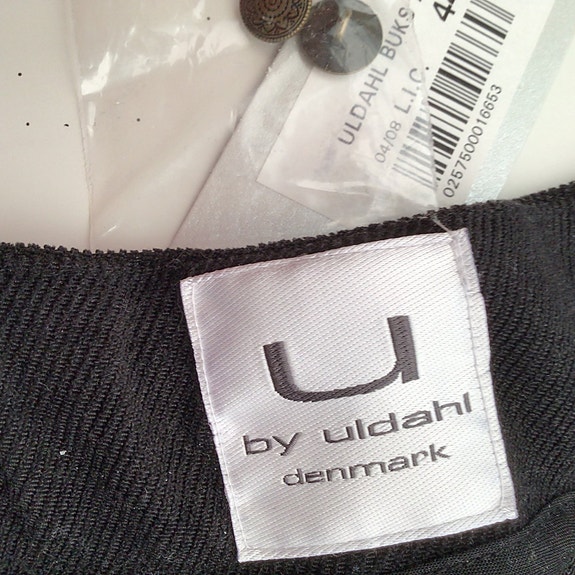 ULDAHL BUKS
04/08 L.I.C.
0257500016653
u
by uldahl
denmark